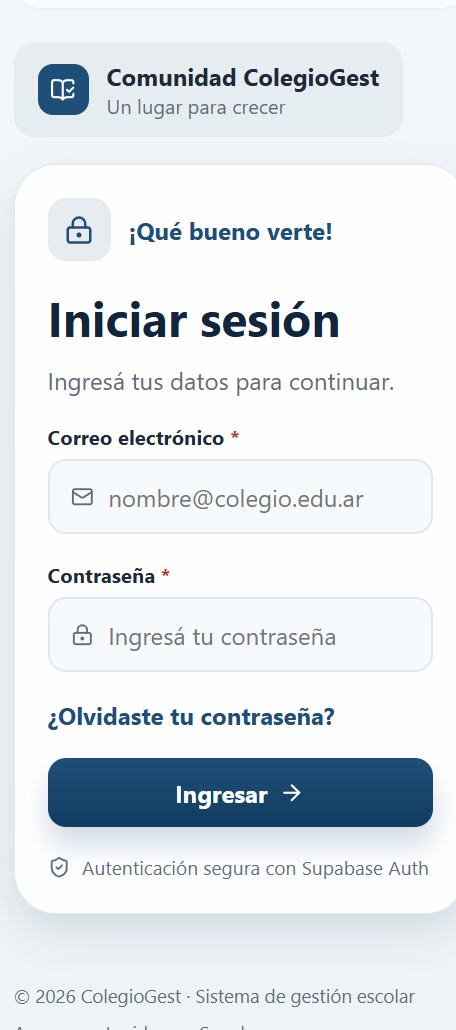 Comunidad ColegioGest
Un lugar para crecer
¡Qué bueno verte!
Iniciar sesión
Ingresá tus datos para continuar.
Correo electrónico *
nombre@colegio.edu.ar
Contraseña *
Ingresá tu contraseña
¿Olvidaste tu contraseña?
Ingresar →
Autenticación segura con Supabase Auth
© 2026 ColegioGest · Sistema de gestión escolar